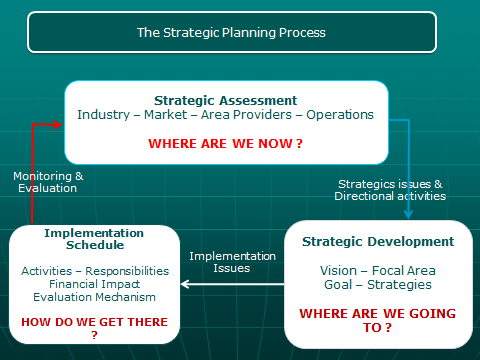 The Strategic Planning Process
Strategic Assessment
Industry – Market – Area Providers – Operations
WHERE ARE WE NOW ?
Monitoring &
Evaluation
Strategics issues &
Directional activities
Implementation
Schedule
Activities – Responsibilities
Financial Impact
Evaluation Mechanism
HOW DO WE GET THERE
?
Implementation
Issues
Strategic Development
Vision – Focal Area
Goal – Strategies
WHERE ARE WE GOING
TO ?